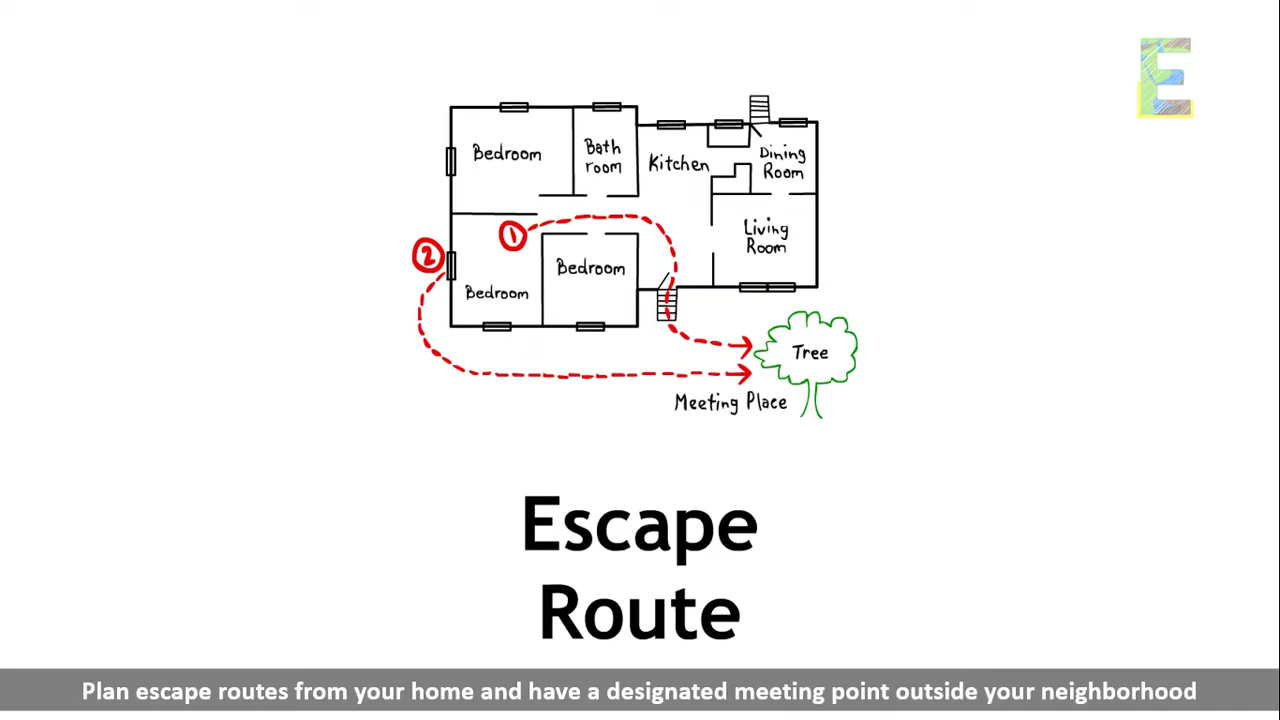 E
Bedroom
Bath
room
Kitchen
Dining
Room
1
2
Living
Room
Bedroom
Bedroom
Tree
Meeting Place
Escape
Route
Plan escape routes from your home and have a designated meeting point outside your neighborhood